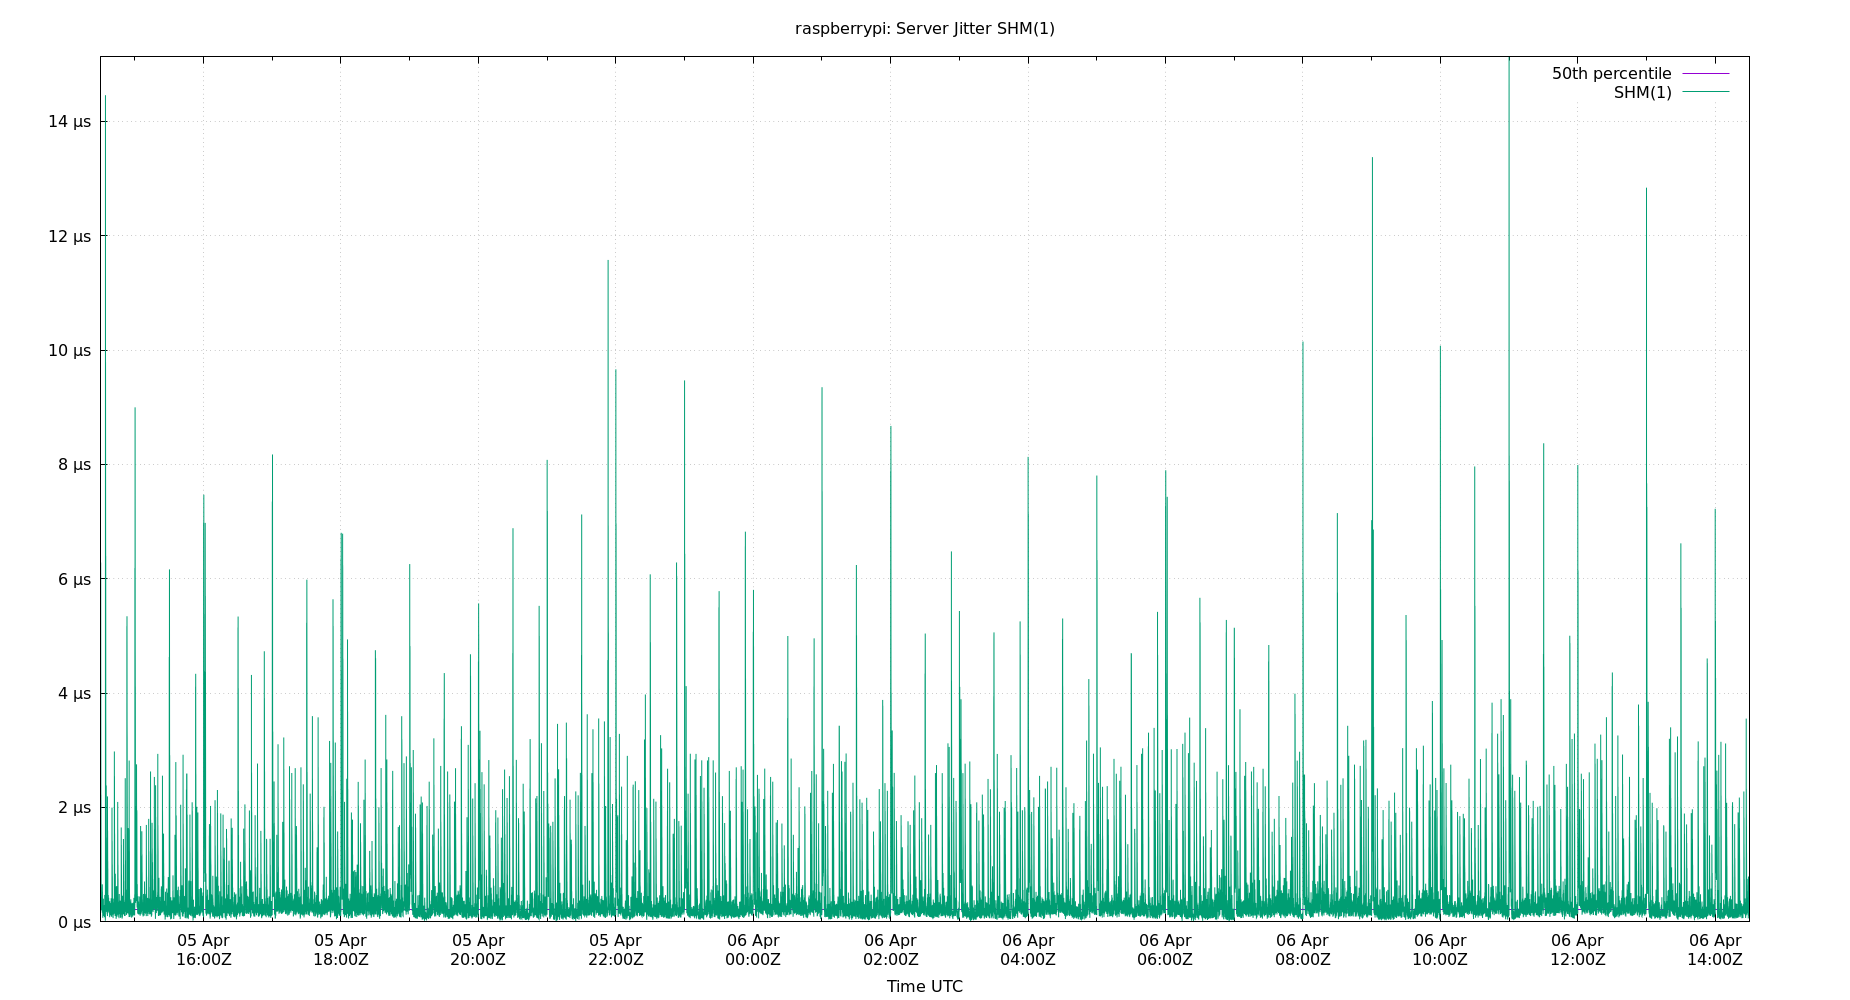 raspberrypi: Server Jitter SHM(1)
50th percentile
SHM(1)
14 µs
12 µs
10 µs
8 µs
6 µs
4 µs
2 µs
0 µs
05 Apr 05 Apr 05 Apr 05 Apr 06 Apr 06 Apr 06 Apr 06 Apr 06 Apr 06 Apr 06 Apr 06 Apr
16:00Z 18:00Z 20:00Z 22:00Z 00:00Z 02:00Z 04:00Z 06:00Z 08:00Z 10:00Z 12:00Z 14:00Z
Time UTC